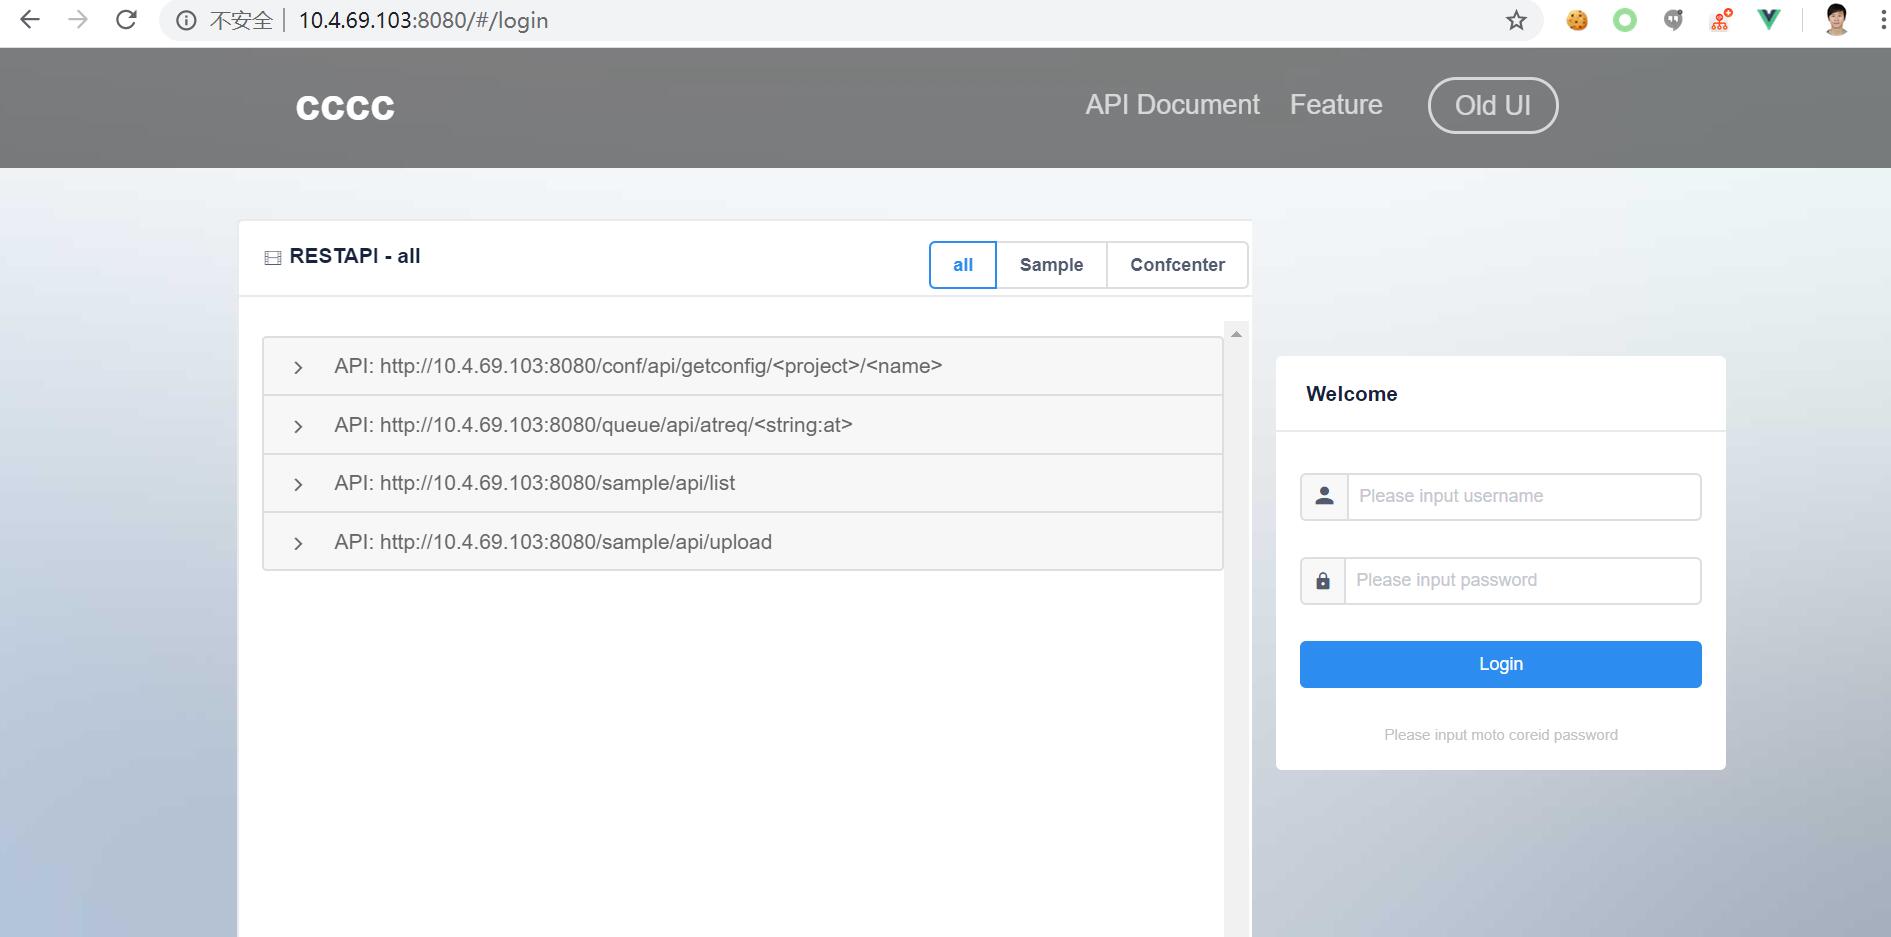 不安全 10.4.69.103:8080/#/login
cccc
API Document Feature Old UI
RESTAPI - all
all Sample Confcenter
API: http://10.4.69.103:8080/conf/api/getconfig/<project>/<name>
API: http://10.4.69.103:8080/queue/api/atreq/<string:at>
API: http://10.4.69.103:8080/sample/api/list
API: http://10.4.69.103:8080/sample/api/upload
Welcome
Please input username
Please input password
Login
Please input moto coreid password